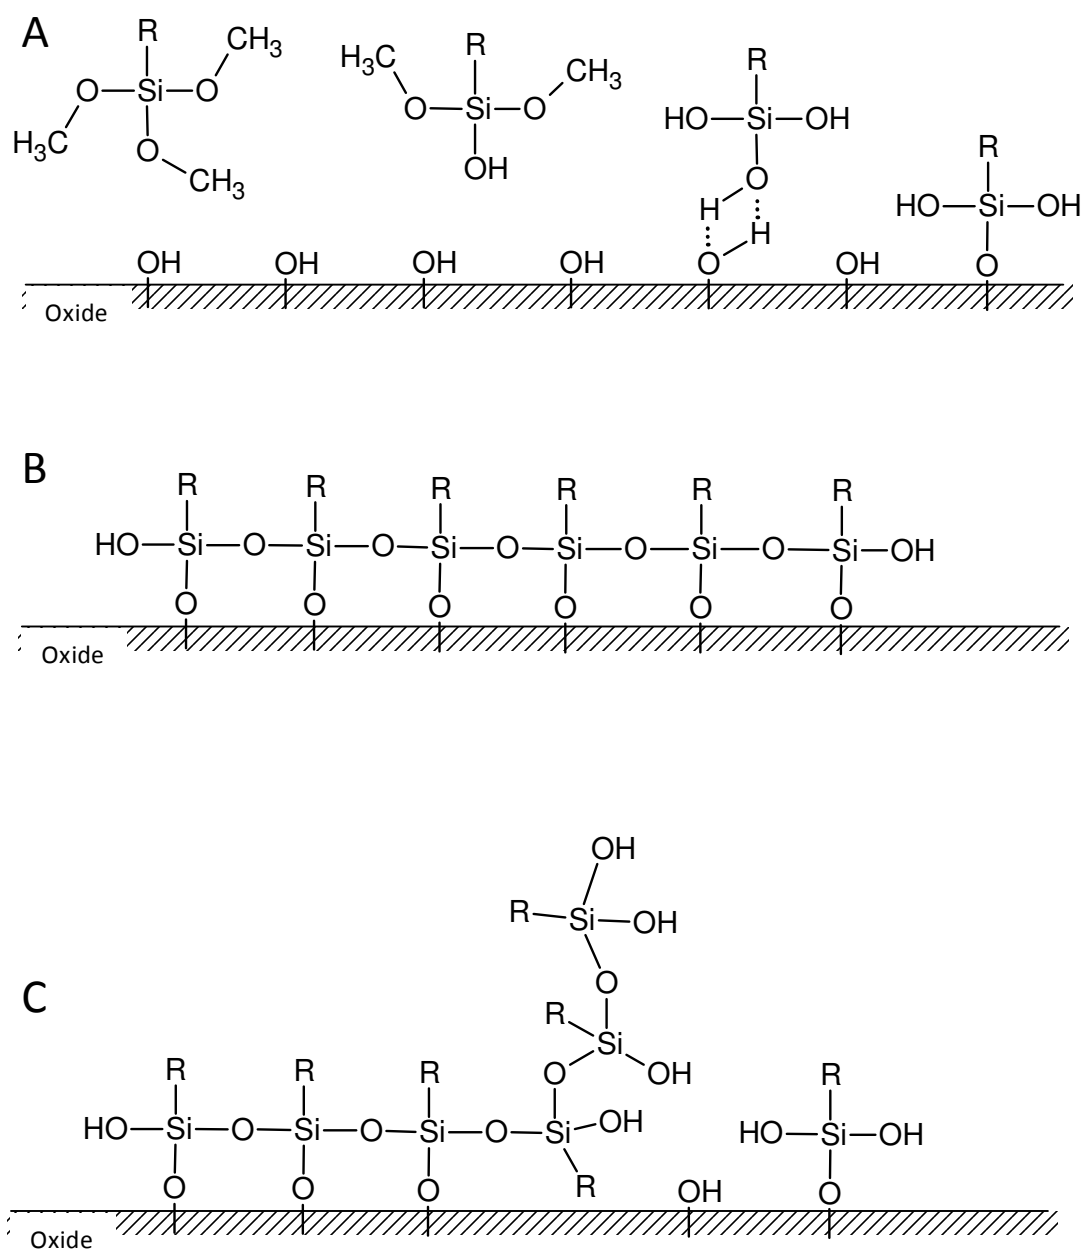 A
R
CH₃
O Si O
H₃C
O
CH₃
H₃C
R
CH₃
O Si O
OH
R
HO Si OH
O
H
H
O
R
HO Si OH
O
OH OH OH OH OH
Oxide
B
R R R R R R
HO Si O Si O Si O Si O Si O Si OH
O O O O O O
Oxide
C
OH
R Si OH
O
R
Si
O OH
R R R R
HO Si O Si O Si O Si OH HO Si OH
R
O O O OH O
Oxide